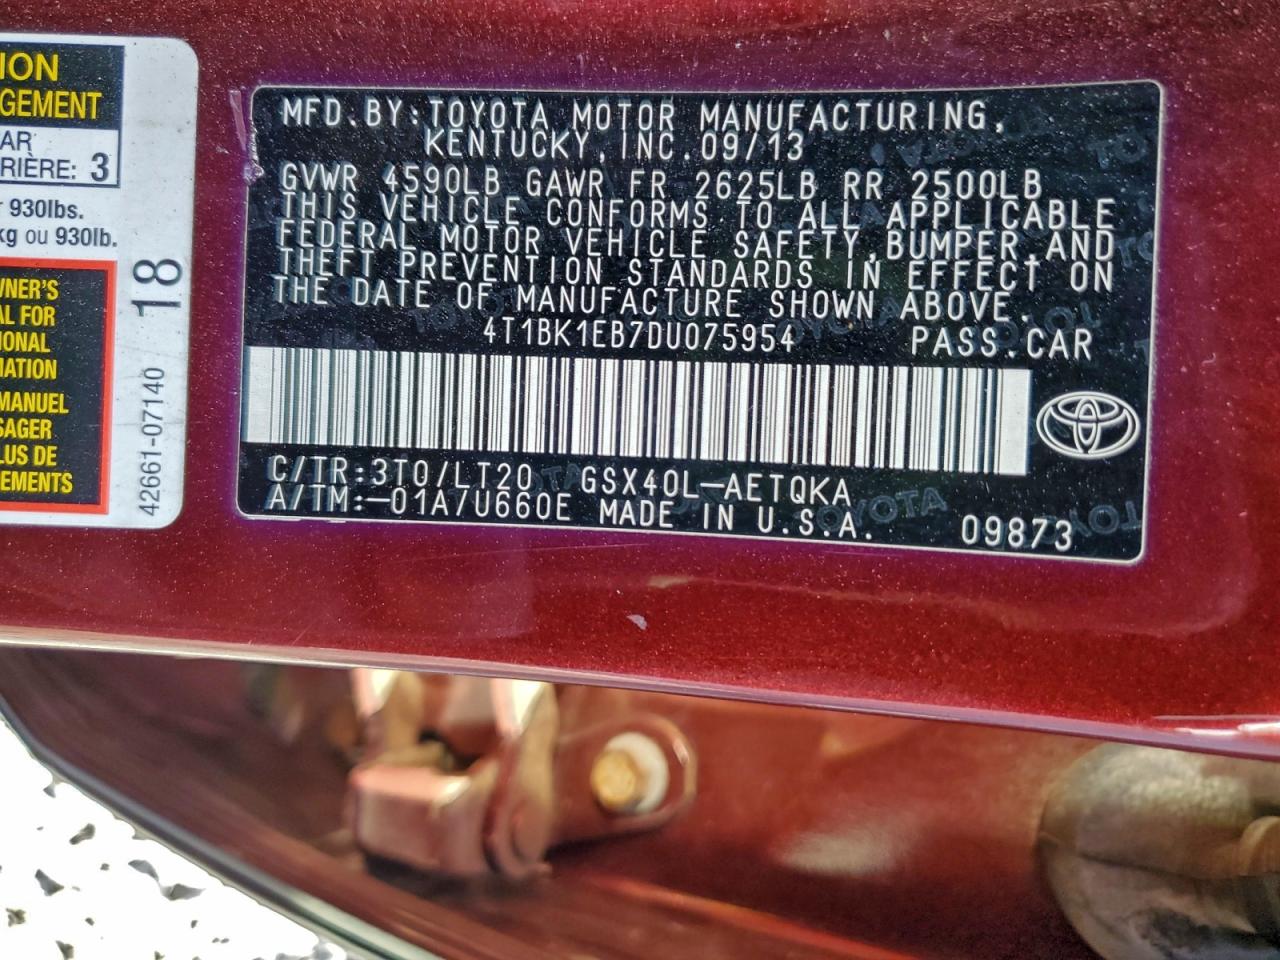 ION
GEMENT
AR
RIÈRE: 3
930lbs.
kg ou 930lb.
WNER'S
AL FOR
IONAL
MATION
MANUEL
SAGER
LUS DE
EMENTS
18
42661-07140
MFD.BY:TOYOTA MOTOR MANUFACTURING,
KENTUCKY,INC.09/13
GVWR 4590LB GAWR FR 2625LB RR 2500LB
THIS VEHICLE CONFORMS TO ALL APPLICABLE
FEDERAL MOTOR VEHICLE SAFETY,BUMPER,AND
THEFT PREVENTION STANDARDS IN EFFECT ON
THE DATE OF MANUFACTURE SHOWN ABOVE.
4T1BK1EB7DU075954 PASS.CAR
C/TR:3T0/LT20 GSX40L-AETQKA
A/TM:-01A/U660E MADE IN U.S.A. 09873